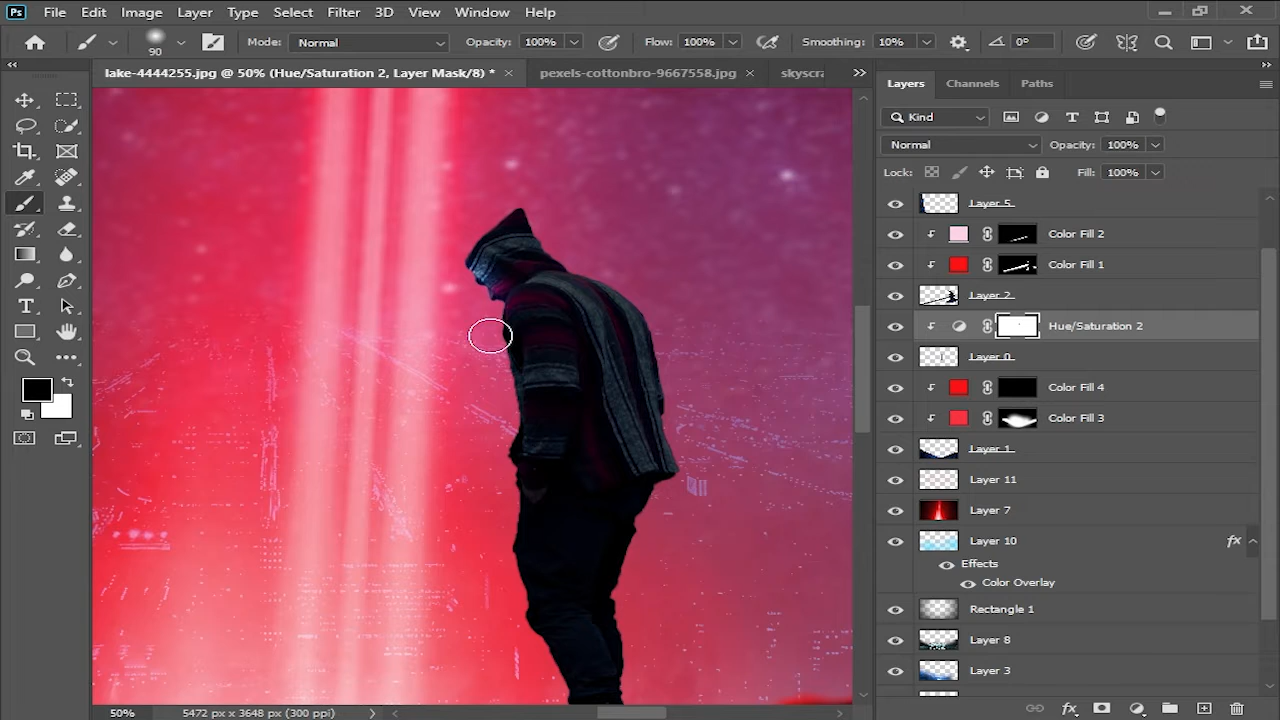 Ps File Edit Image Layer Type Select Filter 3D View Window Help
90 Mode: Normal Opacity: 100% Flow: 100% Smoothing: 10% 0°
lake-4444255.jpg @ 50% (Hue/Saturation 2, Layer Mask/8) * × pexels-cottonbro-9667558.jpg × skyscra
Layers Channels Paths
Kind
Normal Opacity: 100%
Lock: Fill: 100%
Layer 5
Color Fill 2
Color Fill 1
Layer 2
Hue/Saturation 2
Layer 0
Color Fill 4
Color Fill 3
Layer 1
Layer 11
Layer 7
Layer 10 fx
Effects
Color Overlay
Rectangle 1
Layer 8
Layer 3
50% 5472 px x 3648 px (300 ppi)
fx